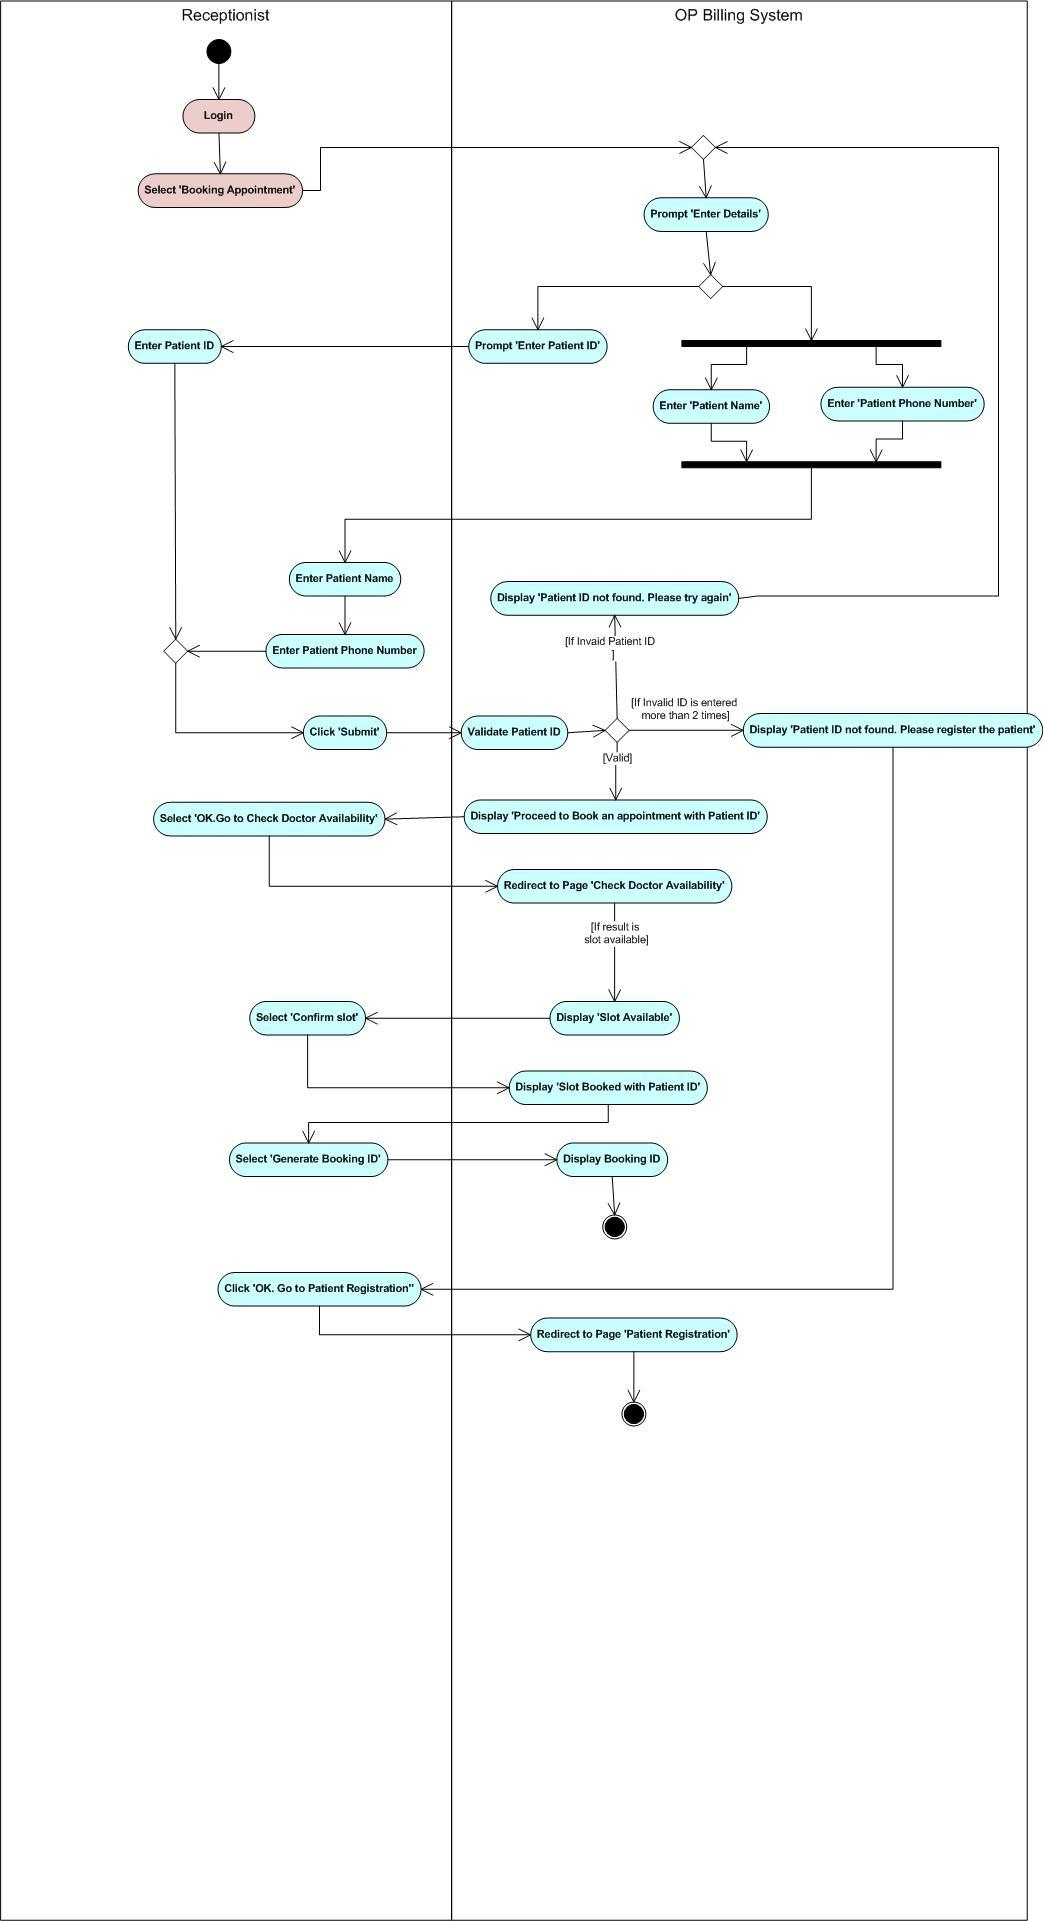 Receptionist
OP Billing System
Login
Select 'Booking Appointment'
Prompt 'Enter Details'
Enter Patient ID
Prompt 'Enter Patient ID'
Enter 'Patient Name'
Enter 'Patient Phone Number'
Enter Patient Name
Display 'Patient ID not found. Please try again'
[If Invaid Patient ID
]
Enter Patient Phone Number
[If Invalid ID is entered
more than 2 times]
Click 'Submit'
Validate Patient ID
Display 'Patient ID not found. Please register the patient'
[Valid]
Select 'OK.Go to Check Doctor Availability'
Display 'Proceed to Book an appointment with Patient ID'
Redirect to Page 'Check Doctor Availability'
[If result is
slot available]
Select 'Confirm slot'
Display 'Slot Available'
Display 'Slot Booked with Patient ID'
Select 'Generate Booking ID'
Display Booking ID
Click 'OK. Go to Patient Registration"
Redirect to Page 'Patient Registration'